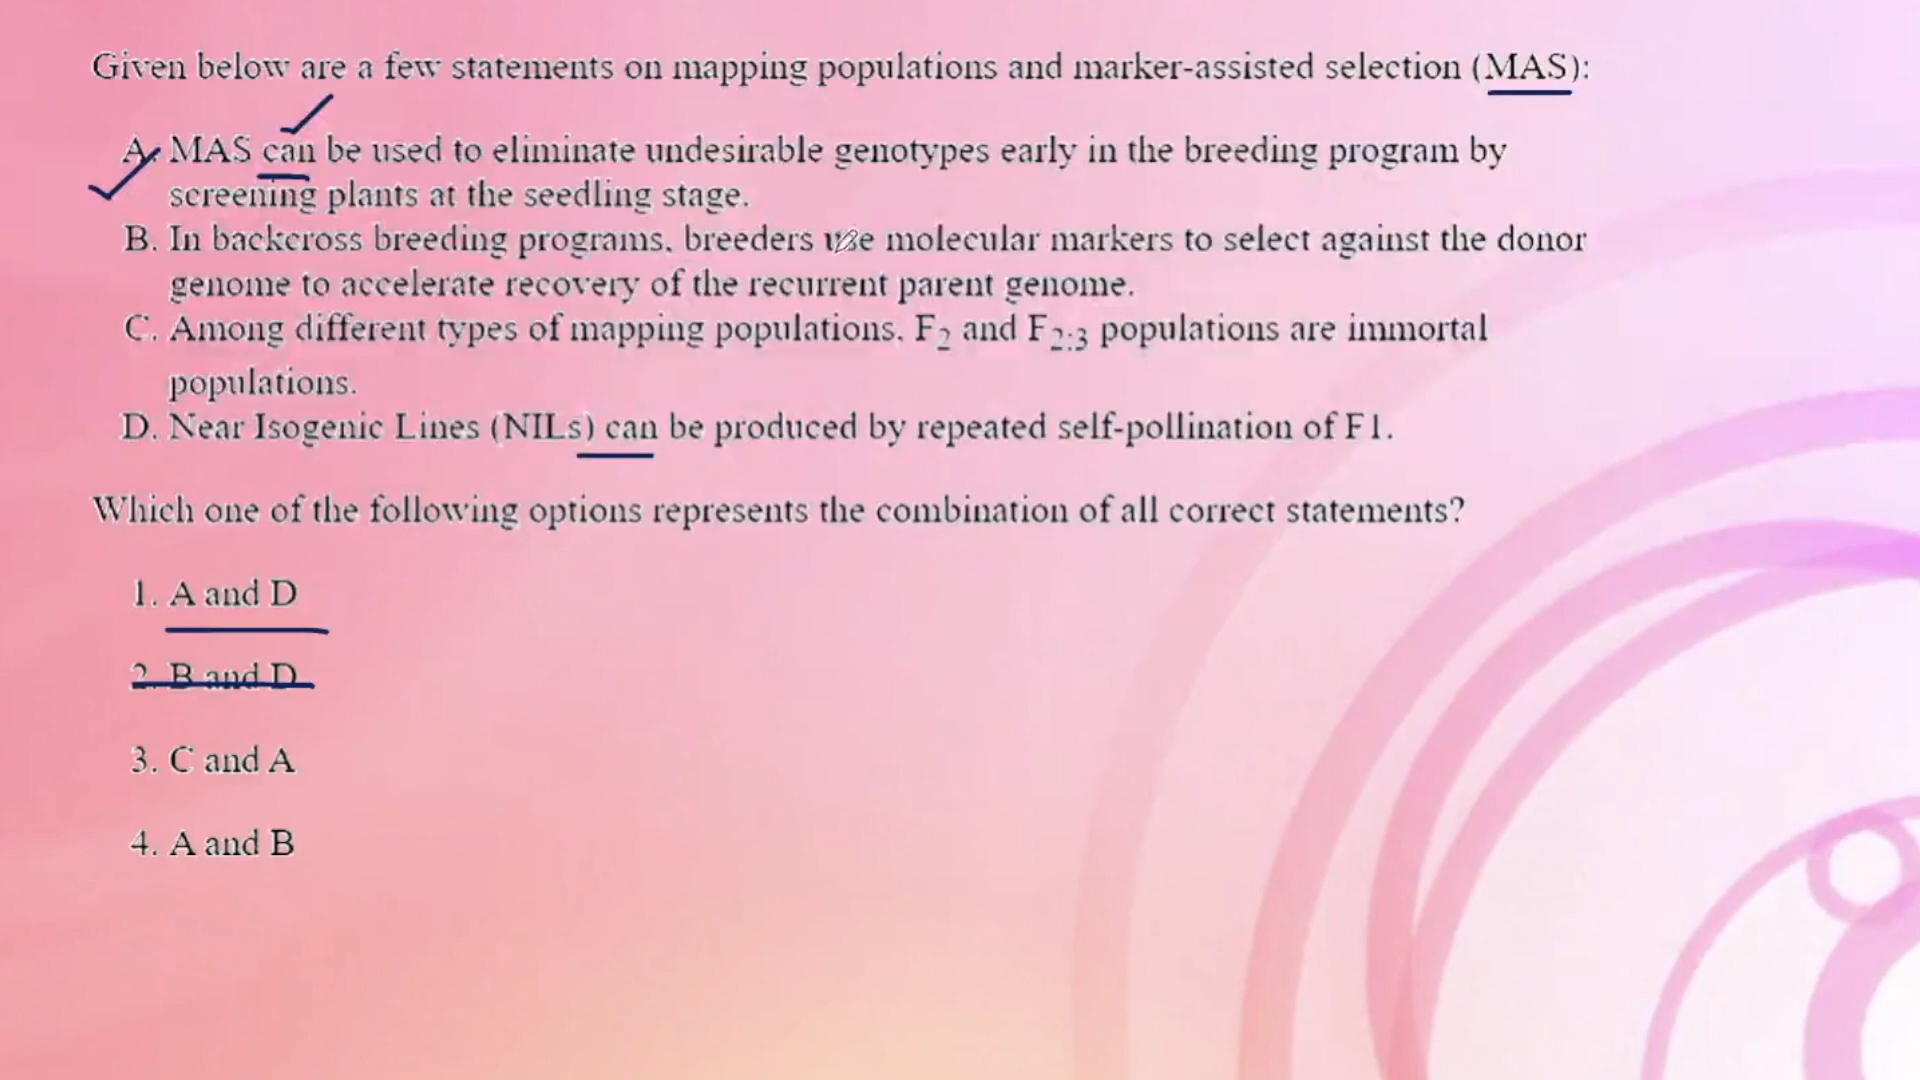 Given below are a few statements on mapping populations and marker-assisted selection (MAS):
A. MAS can be used to eliminate undesirable genotypes early in the breeding program by
screening plants at the seedling stage.
B. In backcross breeding programs, breeders use molecular markers to select against the donor
genome to accelerate recovery of the recurrent parent genome.
C. Among different types of mapping populations, F2 and F2:3 populations are immortal
populations.
D. Near Isogenic Lines (NILs) can be produced by repeated self-pollination of F1.
Which one of the following options represents the combination of all correct statements?
1. A and D
2. B and D
3. C and A
4. A and B